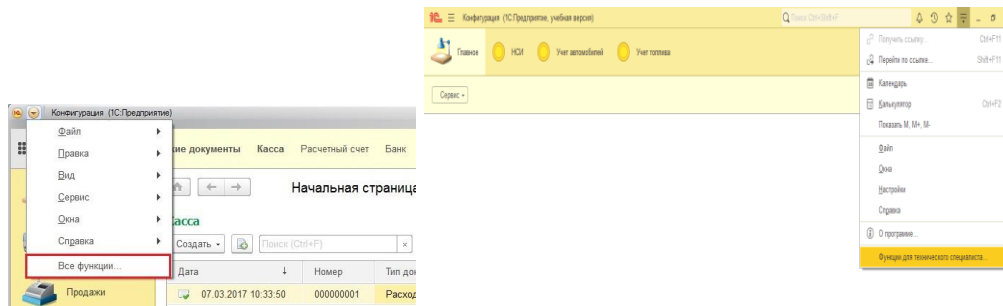 Конфигурация (1С:Предприятие)
Файл
Правка
Вид
Сервис
Окна
Справка
Все функции...
кие документы Касса Расчетный счет Банк
Начальная страница
асса
Создать Поиск (Ctrl+F) ×
Дата ↓ Номер Тип док
07.03.2017 10:33:50 000000001 Расход
Продажи
Конфигурация (1С:Предприятие, учебная версия)
Поиск Ctrl+Shift+F
Главное НСИ Учет автомобилей Учет топлива
Сервис
Получить ссылку... Ctrl+F11
Перейти по ссылке... Shift+F11
Календарь
Калькулятор Ctrl+F2
Показать M, M+, M-
Файл
Окна
Настройки
Справка
О программе...
Функции для технического специалиста...